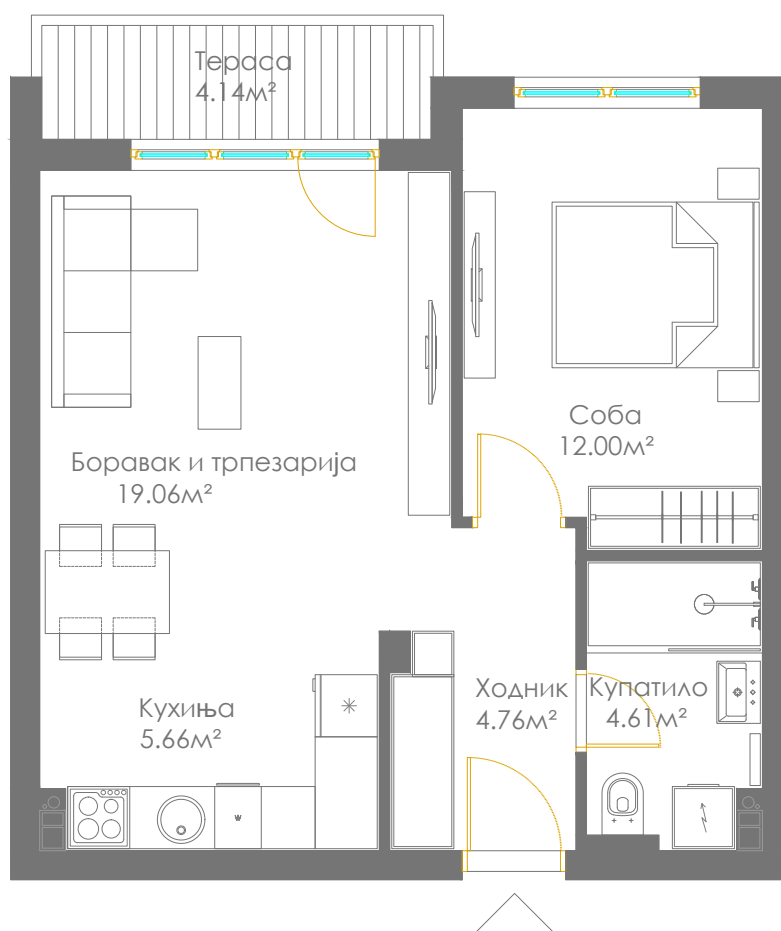 Тераса
4.14м²
Соба
12.00м²
Боравак и трпезарија
19.06м²
Ходник
4.76м²
Купатило
4.61м²
Кухиња
5.66м²